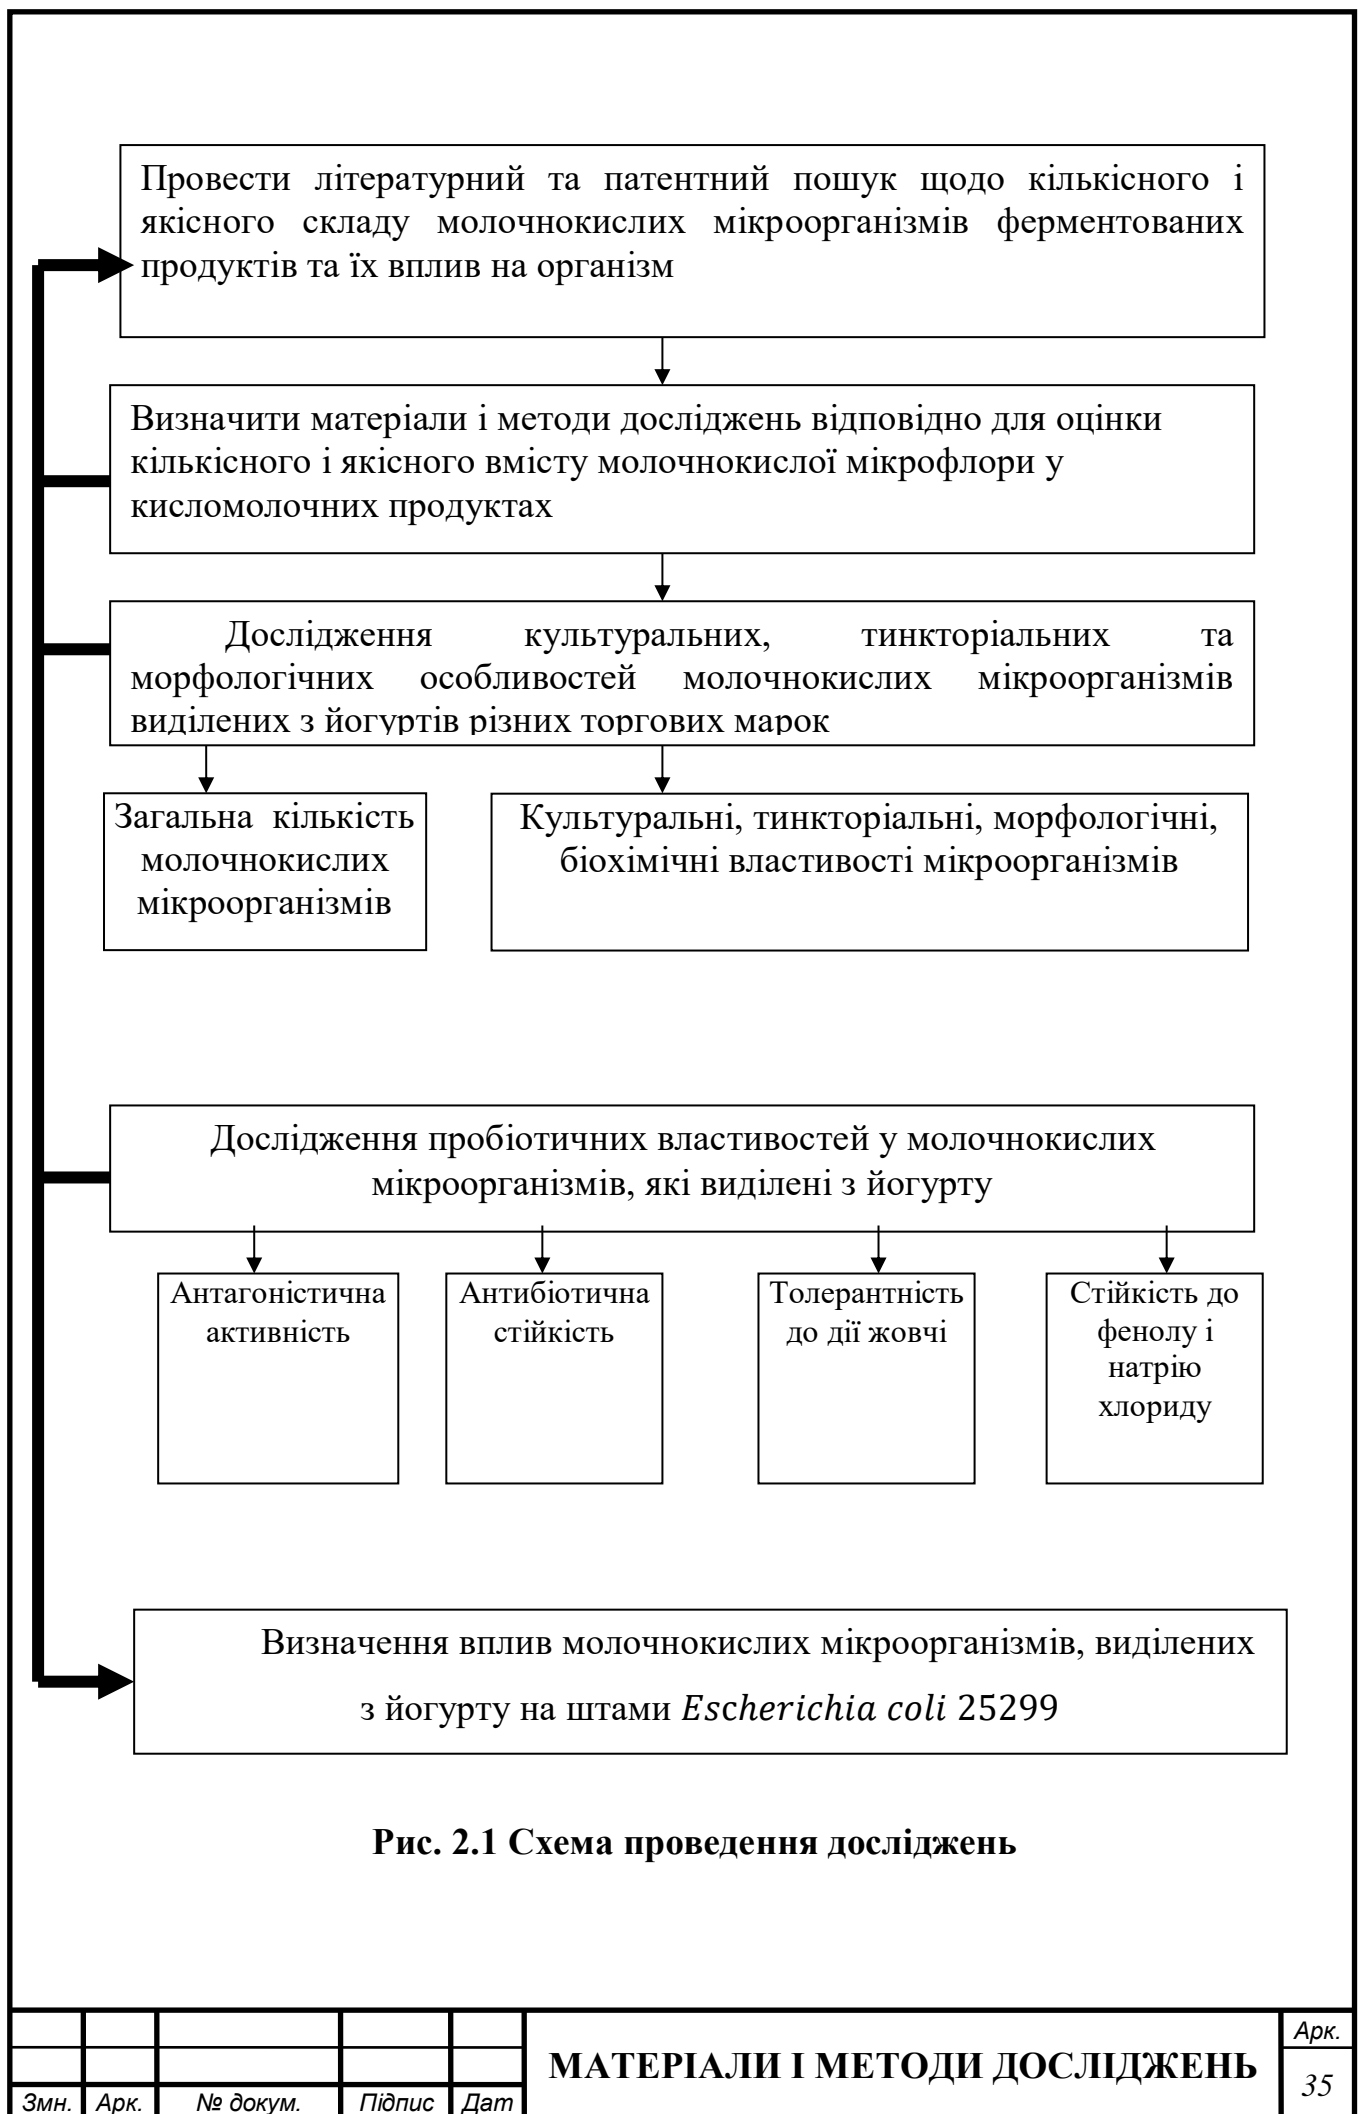 Провести літературний та патентний пошук щодо кількісного і
якісного складу молочнокислих мікроорганізмів ферментованих
продуктів та їх вплив на організм
Визначити матеріали і методи досліджень відповідно для оцінки
кількісного і якісного вмісту молочнокислої мікрофлори у
кисломолочних продуктах
Дослідження культуральних, тинкторіальних та
морфологічних особливостей молочнокислих мікроорганізмів
виділених з йогуртів різних торгових марок
Загальна кількість
молочнокислих
мікроорганізмів
Культуральні, тинкторіальні, морфологічні,
біохімічні властивості мікроорганізмів
Дослідження пробіотичних властивостей у молочнокислих
мікроорганізмів, які виділені з йогурту
Антагоністична
активність
Антибіотична
стійкість
Толерантність
до дії жовчі
Стійкість до
фенолу і
натрію
хлориду
Визначення вплив молочнокислих мікроорганізмів, виділених
з йогурту на штами Escherichia coli 25299
Рис. 2.1 Схема проведення досліджень
МАТЕРІАЛИ І МЕТОДИ ДОСЛІДЖЕНЬ
Арк.
35
Змн. Арк. № докум. Підпис Дат